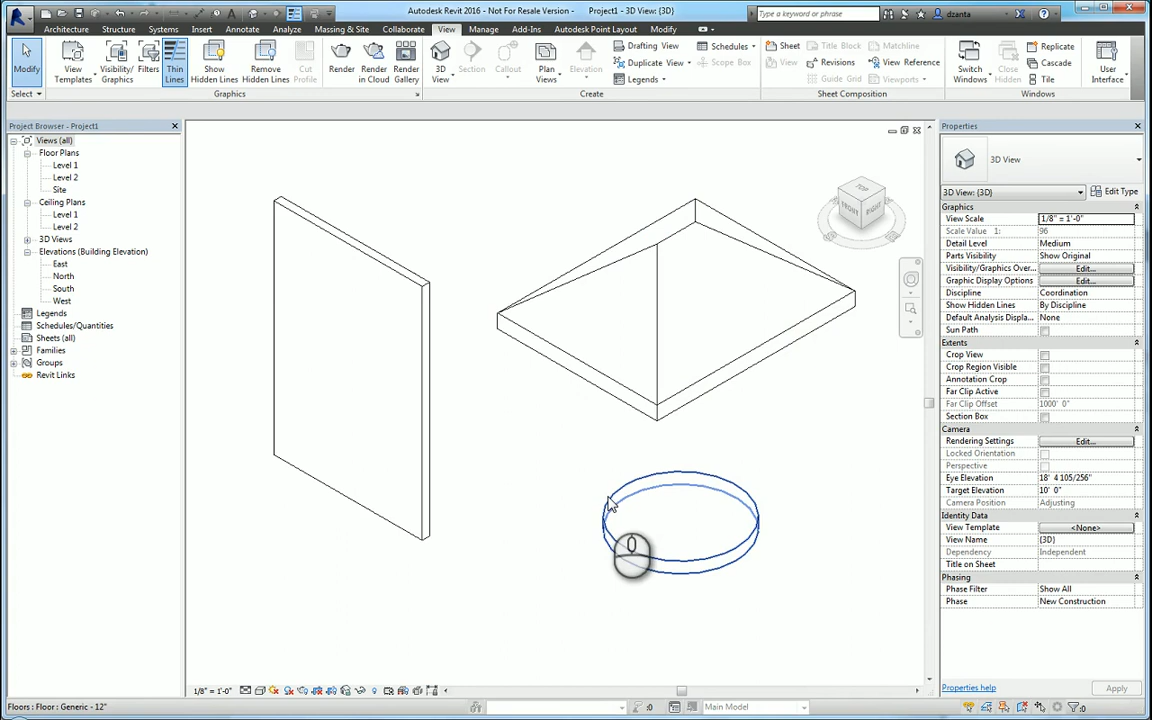 Autodesk Revit 2016 - Not For Resale Version - Project1 - 3D View: {3D}
Type a keyword or phrase
dzanta
Architecture Structure Systems Insert Annotate Analyze Massing & Site Collaborate View Manage Add-Ins Autodesk Point Layout Modify
Modify
View Templates
Visibility/ Graphics
Filters
Thin Lines
Show Hidden Lines
Remove Hidden Lines
Cut Profile
Render
Render in Cloud
Render Gallery
3D View
Section
Callout
Plan Views
Elevation
Drafting View
Duplicate View
Legends
Schedules
Scope Box
Sheet
View
Title Block
Revisions
Guide Grid
Matchline
View Reference
Viewports
Switch Windows
Close Hidden
Replicate
Cascade
Tile
User Interface
Select
Graphics
Create
Sheet Composition
Windows
Project Browser - Project1
Views (all)
Floor Plans
Level 1
Level 2
Site
Ceiling Plans
Level 1
Level 2
3D Views
Elevations (Building Elevation)
East
North
South
West
Legends
Schedules/Quantities
Sheets (all)
Families
Groups
Revit Links
TOP
FRONT
RIGHT
Properties
3D View
3D View: {3D}
Edit Type
Graphics
View Scale 1/8" = 1'-0"
Scale Value 1: 96
Detail Level Medium
Parts Visibility Show Original
Visibility/Graphics Over... Edit...
Graphic Display Options Edit...
Discipline Coordination
Show Hidden Lines By Discipline
Default Analysis Displa... None
Sun Path
Extents
Crop View
Crop Region Visible
Annotation Crop
Far Clip Active
Far Clip Offset 1000' 0"
Section Box
Camera
Rendering Settings Edit...
Locked Orientation
Perspective
Eye Elevation 18' 4 105/256"
Target Elevation 10' 0"
Camera Position Adjusting
Identity Data
View Template <None>
View Name {3D}
Dependency Independent
Title on Sheet
Phasing
Phase Filter Show All
Phase New Construction
Properties help
Apply
1/8" = 1'-0"
Floors : Floor : Generic - 12"
:0
Main Model
:0